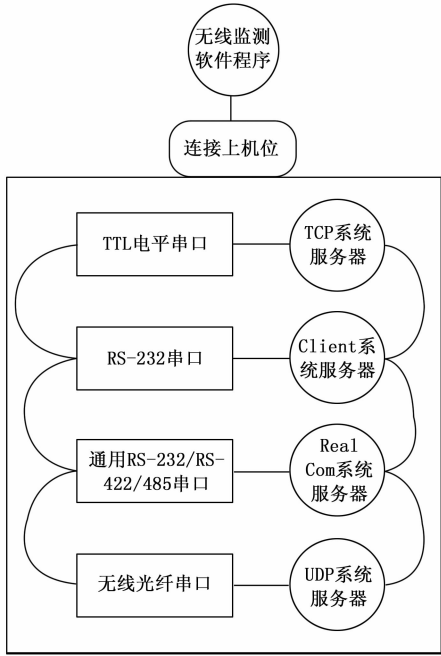 无线监测
软件程序
连接上机位
TTL电平串口
TCP系统
服务器
RS-232串口
Client系
统服务器
通用RS-232/RS-
422/485串口
Real
Com系统
服务器
无线光纤串口
UDP系统
服务器